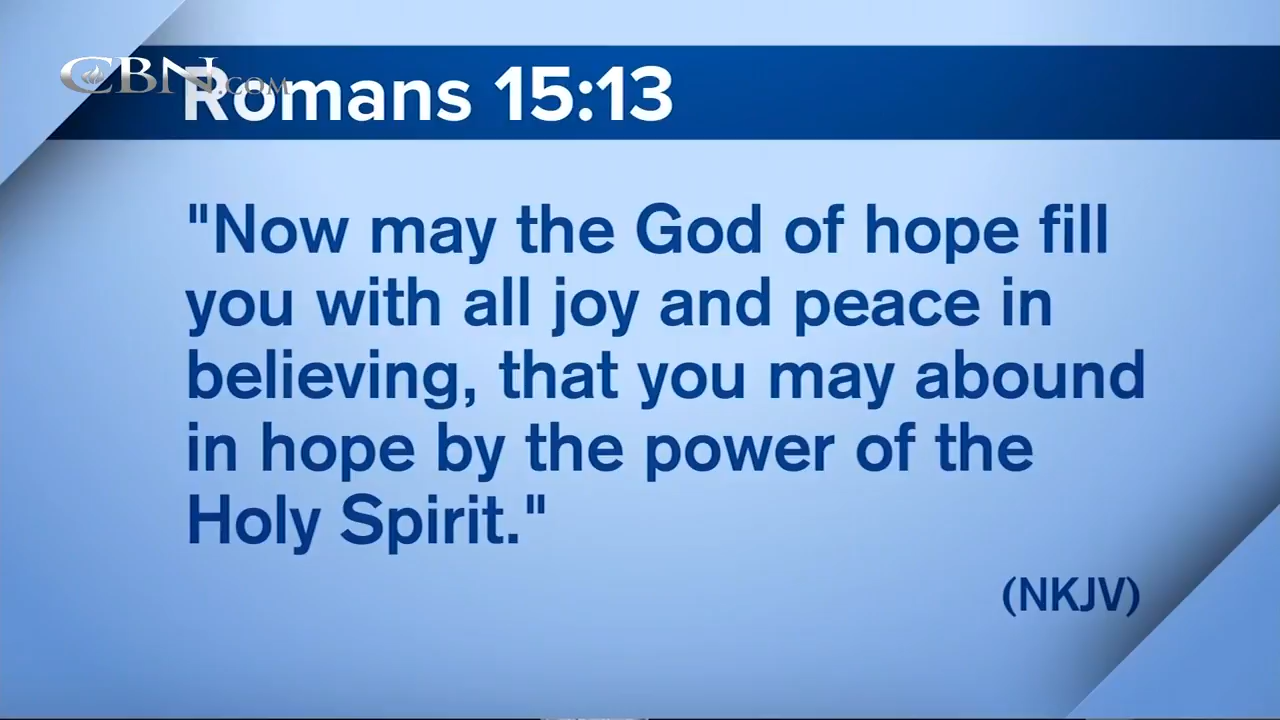 CBN.COM
Romans 15:13
"Now may the God of hope fill
you with all joy and peace in
believing, that you may abound
in hope by the power of the
Holy Spirit."
(NKJV)